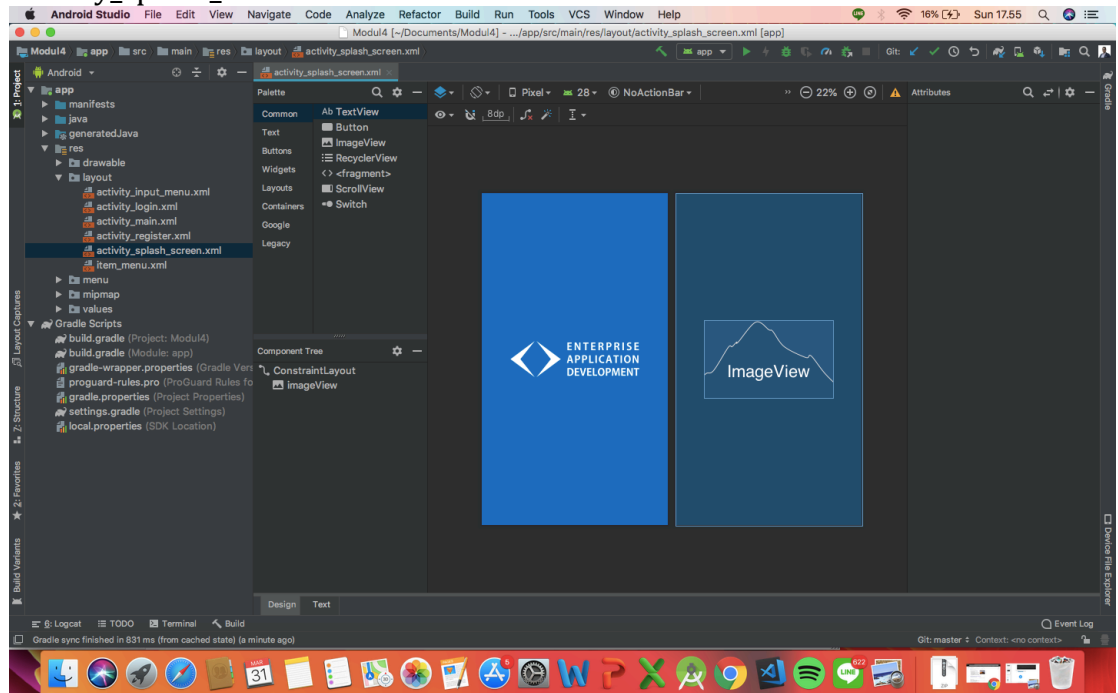 Android Studio File Edit View Navigate Code Analyze Refactor Build Run Tools VCS Window Help 16% Sun 17.55
Modul4 [~/Documents/Modul4] - .../app/src/main/res/layout/activity_splash_screen.xml [app]
Modul4 app src main res layout activity_splash_screen.xml app Git:
1: Project
Android
activity_splash_screen.xml
Gradle
app
manifests
java
generatedJava
res
drawable
layout
activity_input_menu.xml
activity_login.xml
activity_main.xml
activity_register.xml
activity_splash_screen.xml
item_menu.xml
menu
mipmap
values
Gradle Scripts
build.gradle (Project: Modul4)
build.gradle (Module: app)
gradle-wrapper.properties (Gradle Vers
proguard-rules.pro (ProGuard Rules fo
gradle.properties (Project Properties)
settings.gradle (Project Settings)
local.properties (SDK Location)
Layout Captures
7: Structure
2: Favorites
Build Variants
Palette
Common
Text
Buttons
Widgets
Layouts
Containers
Google
Legacy
Ab TextView
Button
ImageView
RecyclerView
<> <fragment>
ScrollView
Switch
Component Tree
ConstraintLayout
imageView
Pixel 28 NoActionBar >> 22%
8dp
Attributes
ENTERPRISE
APPLICATION
DEVELOPMENT
ImageView
Device File Explorer
Design Text
6: Logcat TODO Terminal Build Event Log
Gradle sync finished in 831 ms (from cached state) (a minute ago) Git: master Context: <no context>
MAR
31
5
622
LINE